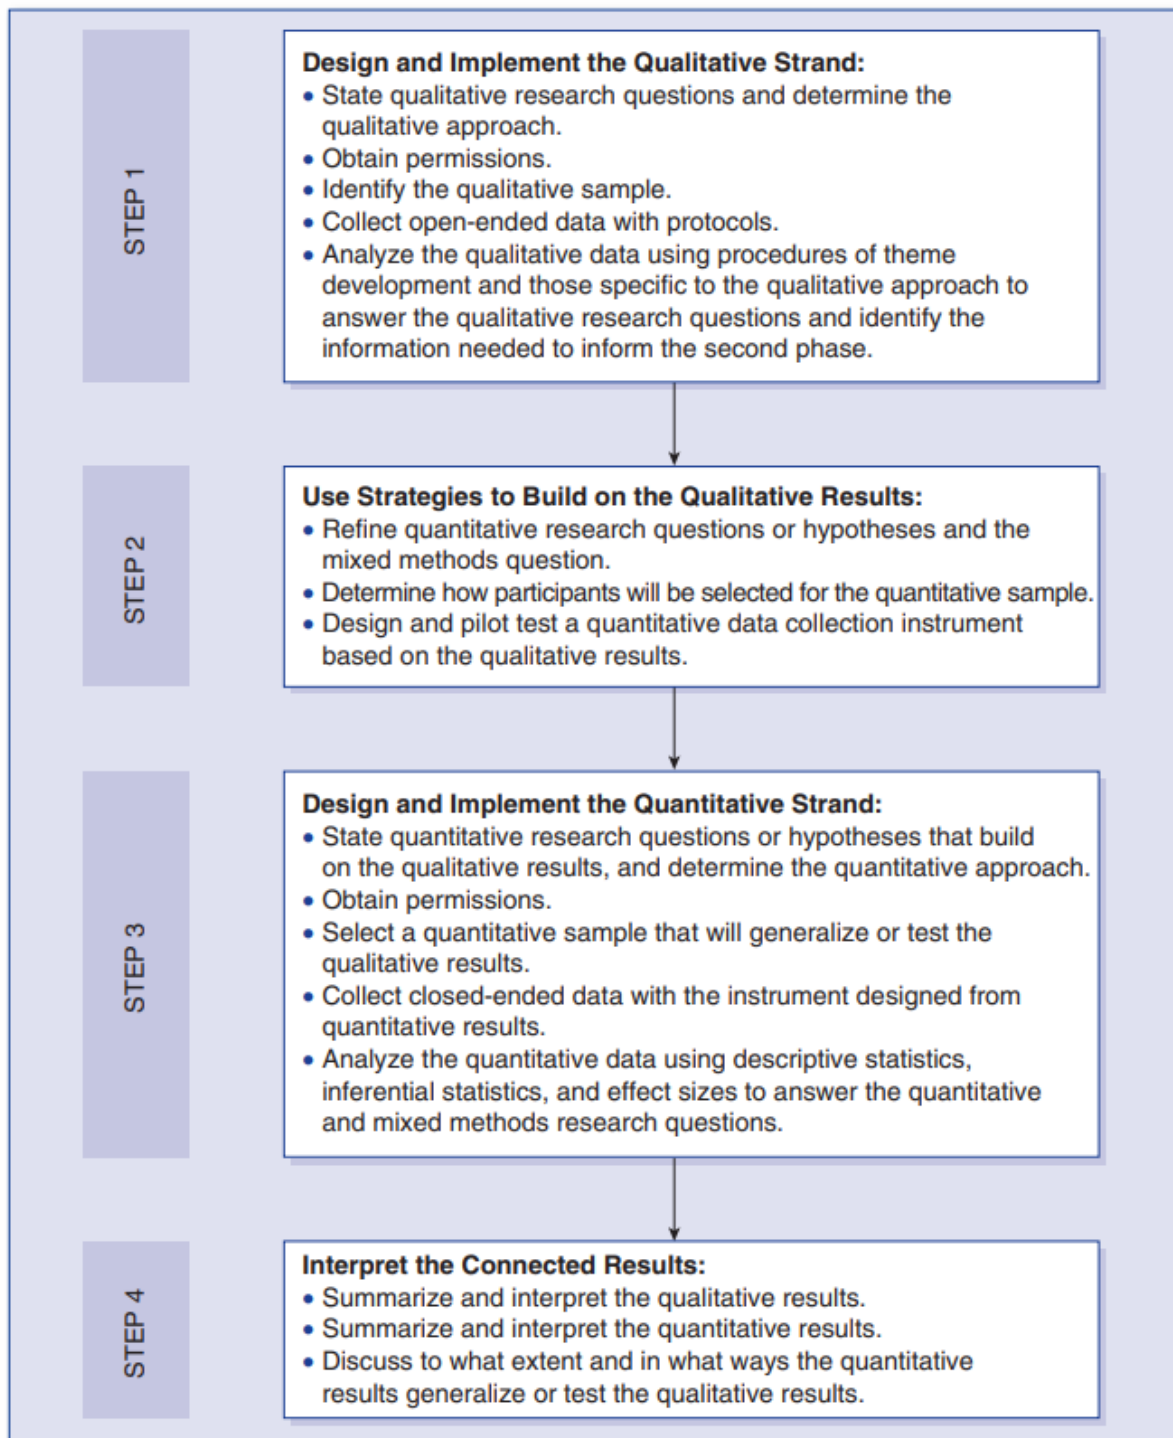 STEP 1
Design and Implement the Qualitative Strand:
• State qualitative research questions and determine the
qualitative approach.
• Obtain permissions.
• Identify the qualitative sample.
• Collect open-ended data with protocols.
• Analyze the qualitative data using procedures of theme
development and those specific to the qualitative approach to
answer the qualitative research questions and identify the
information needed to inform the second phase.
STEP 2
Use Strategies to Build on the Qualitative Results:
• Refine quantitative research questions or hypotheses and the
mixed methods question.
• Determine how participants will be selected for the quantitative sample.
• Design and pilot test a quantitative data collection instrument
based on the qualitative results.
STEP 3
Design and Implement the Quantitative Strand:
• State quantitative research questions or hypotheses that build
on the qualitative results, and determine the quantitative approach.
• Obtain permissions.
• Select a quantitative sample that will generalize or test the
qualitative results.
• Collect closed-ended data with the instrument designed from
quantitative results.
• Analyze the quantitative data using descriptive statistics,
inferential statistics, and effect sizes to answer the quantitative
and mixed methods research questions.
STEP 4
Interpret the Connected Results:
• Summarize and interpret the qualitative results.
• Summarize and interpret the quantitative results.
• Discuss to what extent and in what ways the quantitative
results generalize or test the qualitative results.